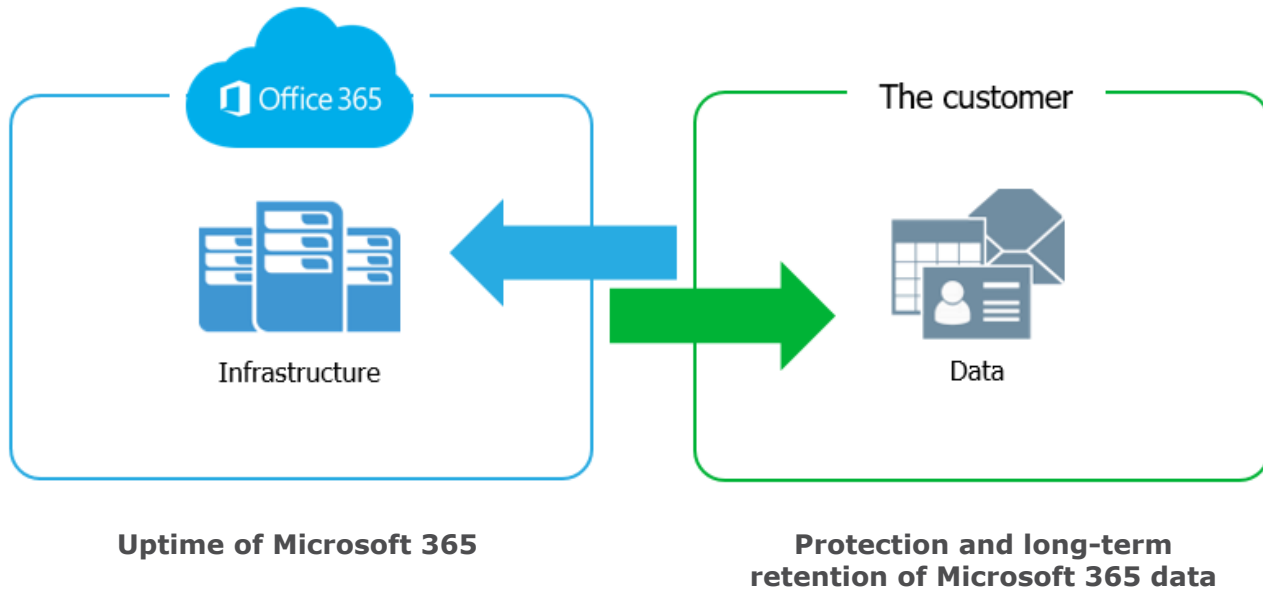 Office 365
The customer
Infrastructure
Data
Uptime of Microsoft 365
Protection and long-term
retention of Microsoft 365 data